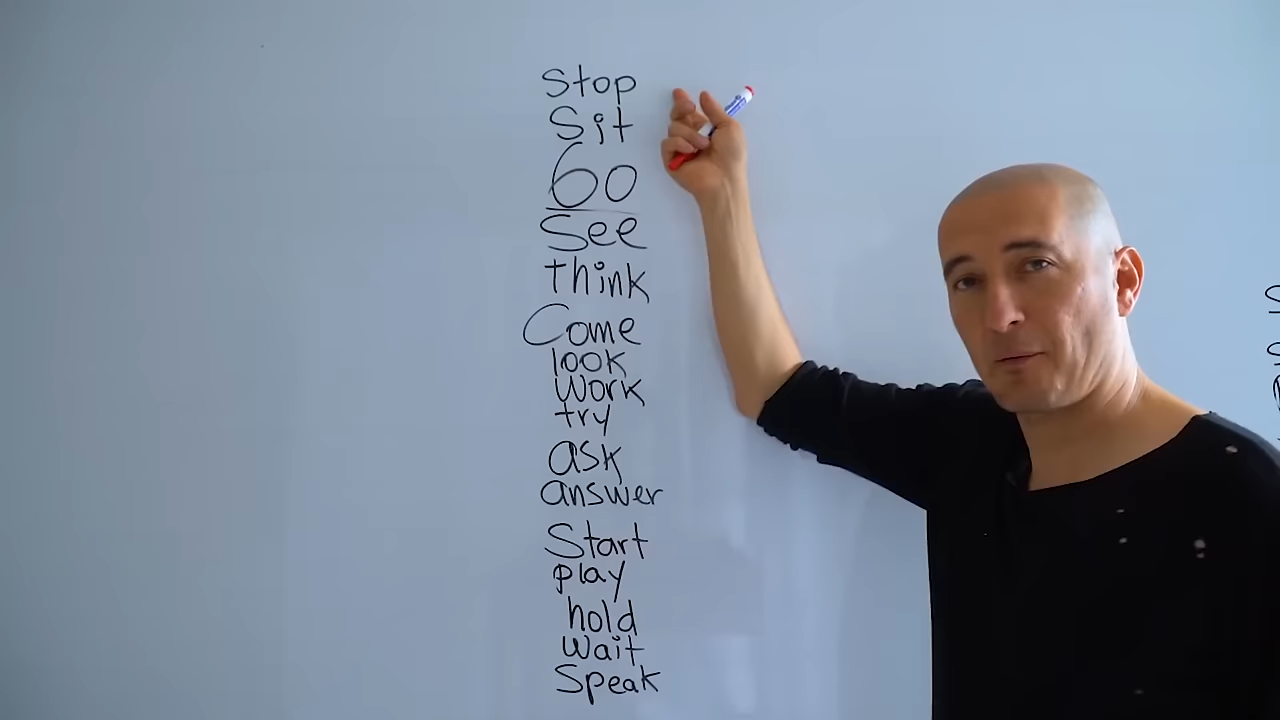 Stop
Sit
Go
See
think
Come
look
Work
try
ask
answer
Start
play
hold
wait
Speak